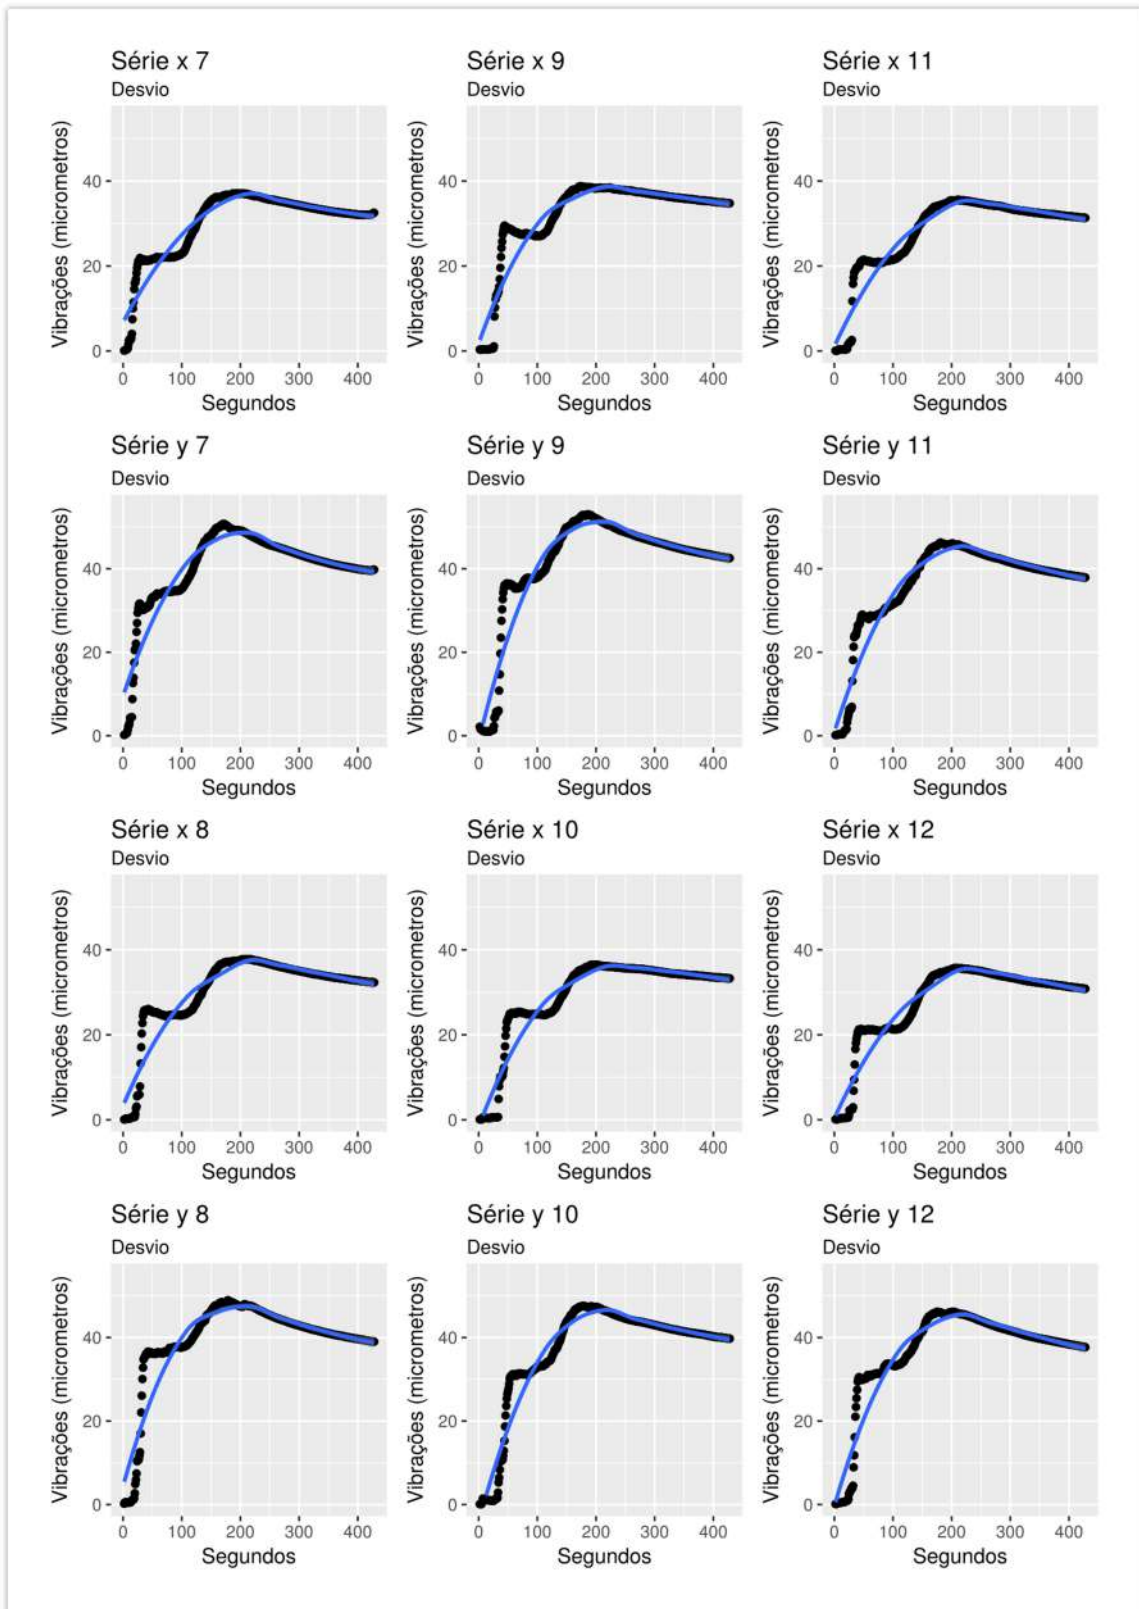 Série x 7
Desvio
Vibrações (micrometros)
40
20
0
0 100 200 300 400
Segundos
Série x 9
Desvio
Vibrações (micrometros)
40
20
0
0 100 200 300 400
Segundos
Série x 11
Desvio
Vibrações (micrometros)
40
20
0
0 100 200 300 400
Segundos
Série y 7
Desvio
Vibrações (micrometros)
40
20
0
0 100 200 300 400
Segundos
Série y 9
Desvio
Vibrações (micrometros)
40
20
0
0 100 200 300 400
Segundos
Série y 11
Desvio
Vibrações (micrometros)
40
20
0
0 100 200 300 400
Segundos
Série x 8
Desvio
Vibrações (micrometros)
40
20
0
0 100 200 300 400
Segundos
Série x 10
Desvio
Vibrações (micrometros)
40
20
0
0 100 200 300 400
Segundos
Série x 12
Desvio
Vibrações (micrometros)
40
20
0
0 100 200 300 400
Segundos
Série y 8
Desvio
Vibrações (micrometros)
40
20
0
0 100 200 300 400
Segundos
Série y 10
Desvio
Vibrações (micrometros)
40
20
0
0 100 200 300 400
Segundos
Série y 12
Desvio
Vibrações (micrometros)
40
20
0
0 100 200 300 400
Segundos